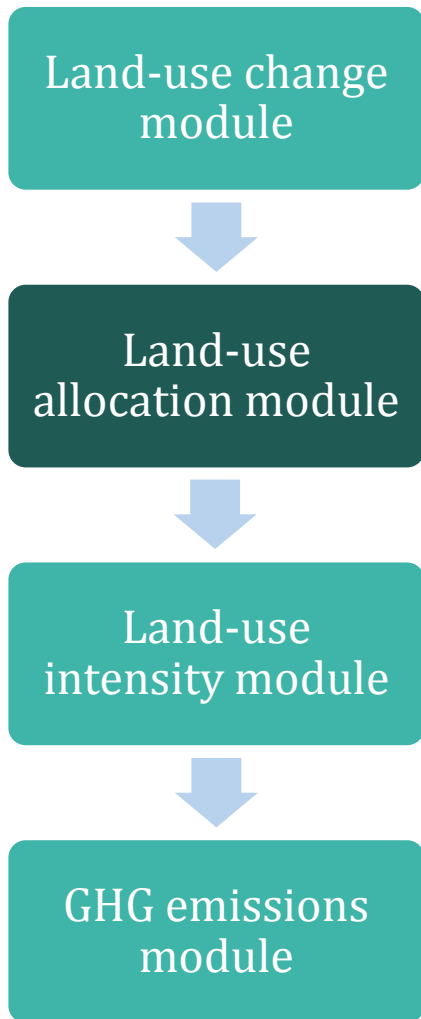 Land-use change
module
Land-use
allocation module
Land-use
intensity module
GHG emissions
module